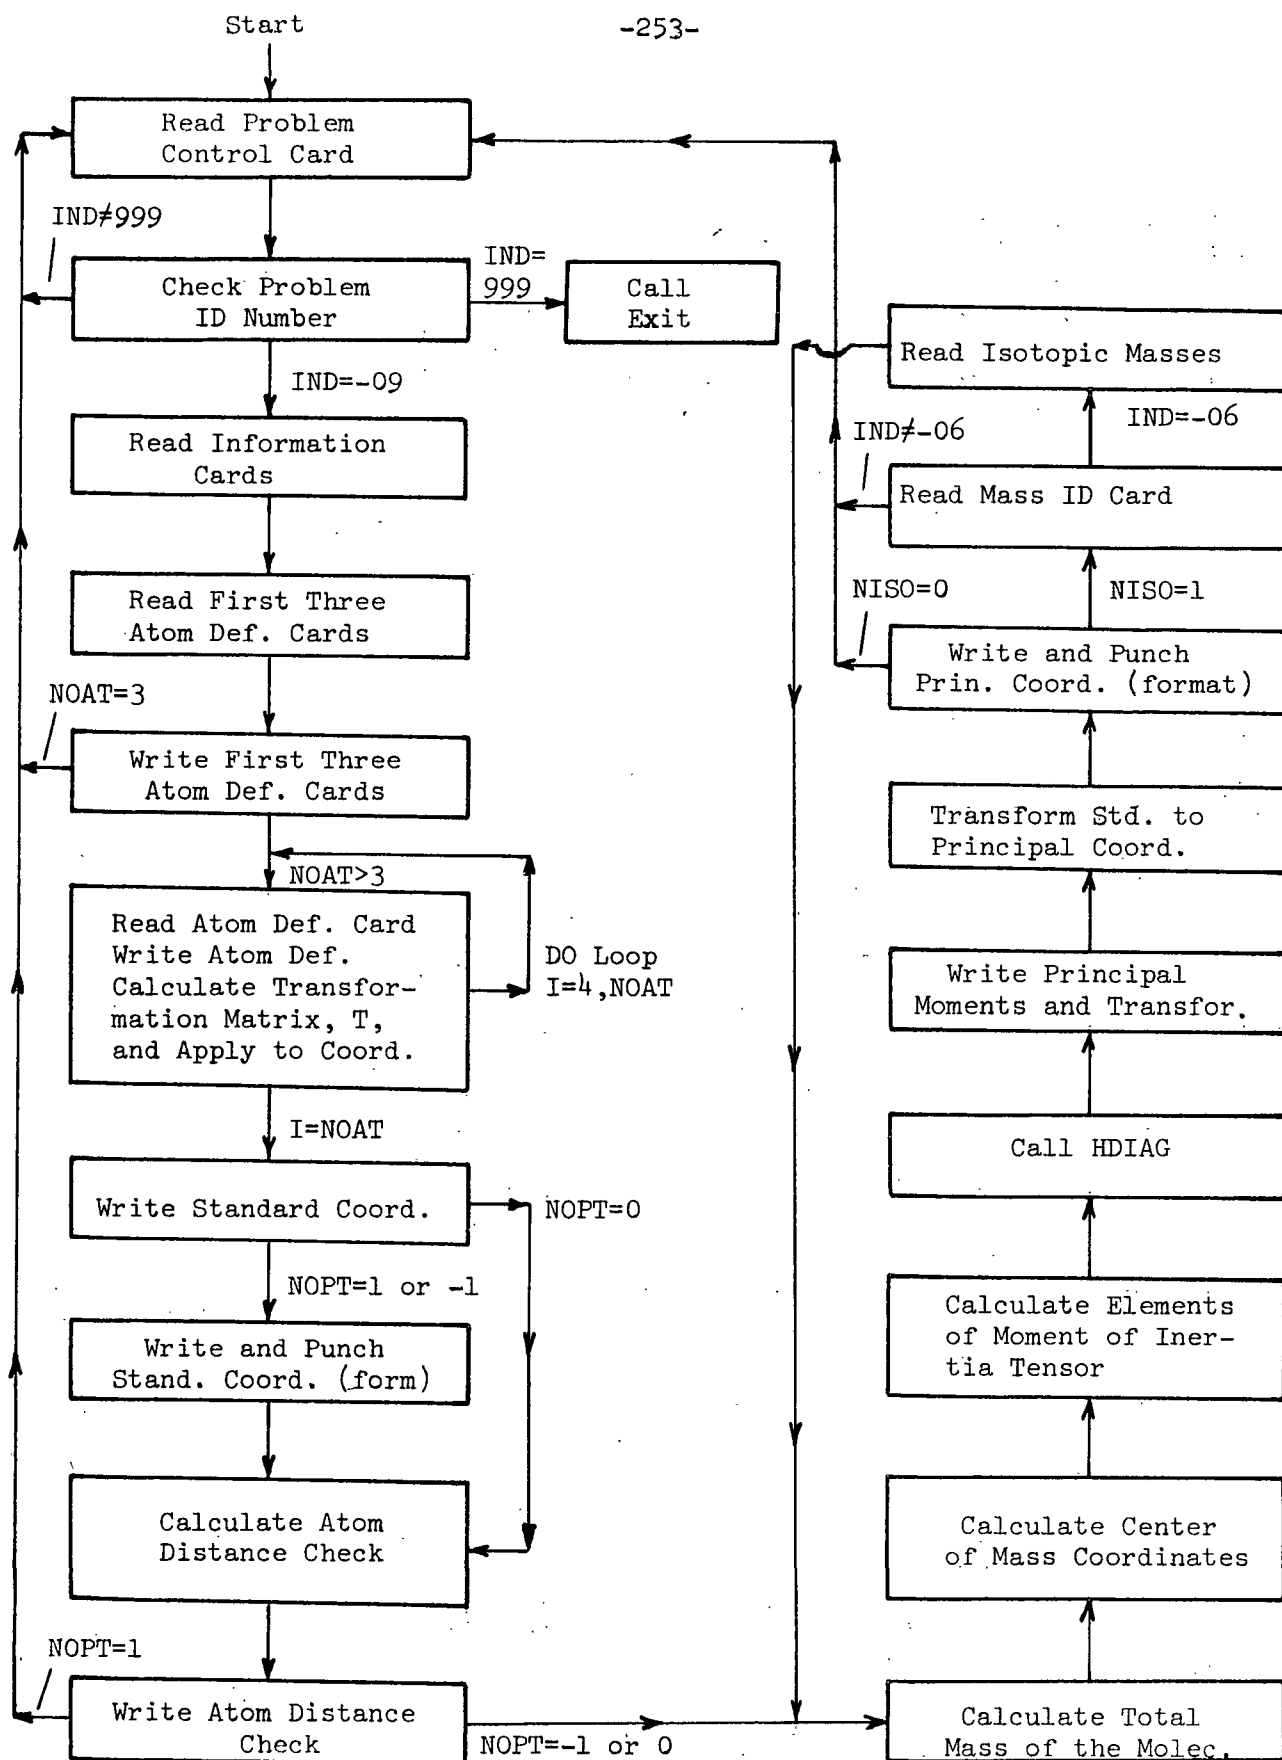 Start
-253-
Read Problem
Control Card
IND≠999
Check Problem
ID Number
IND=
999
Call
Exit
IND=-09
Read Information
Cards
Read First Three
Atom Def. Cards
NOAT=3
Write First Three
Atom Def. Cards
NOAT>3
Read Atom Def. Card
Write Atom Def.
Calculate Transfor-
mation Matrix, T,
and Apply to Coord.
DO Loop
I=4,NOAT
I=NOAT
Write Standard Coord.
NOPT=0
NOPT=1 or -1
Write and Punch
Stand. Coord. (form)
Calculate Atom
Distance Check
NOPT=1
Write Atom Distance
Check
NOPT=-1 or 0
Read Isotopic Masses
IND=-06
IND≠-06
Read Mass ID Card
NISO=0
NISO=1
Write and Punch
Prin. Coord. (format)
Transform Std. to
Principal Coord.
Write Principal
Moments and Transfor.
Call HDIAG
Calculate Elements
of Moment of Iner-
tia Tensor
Calculate Center
of Mass Coordinates
Calculate Total
Mass of the Molec.